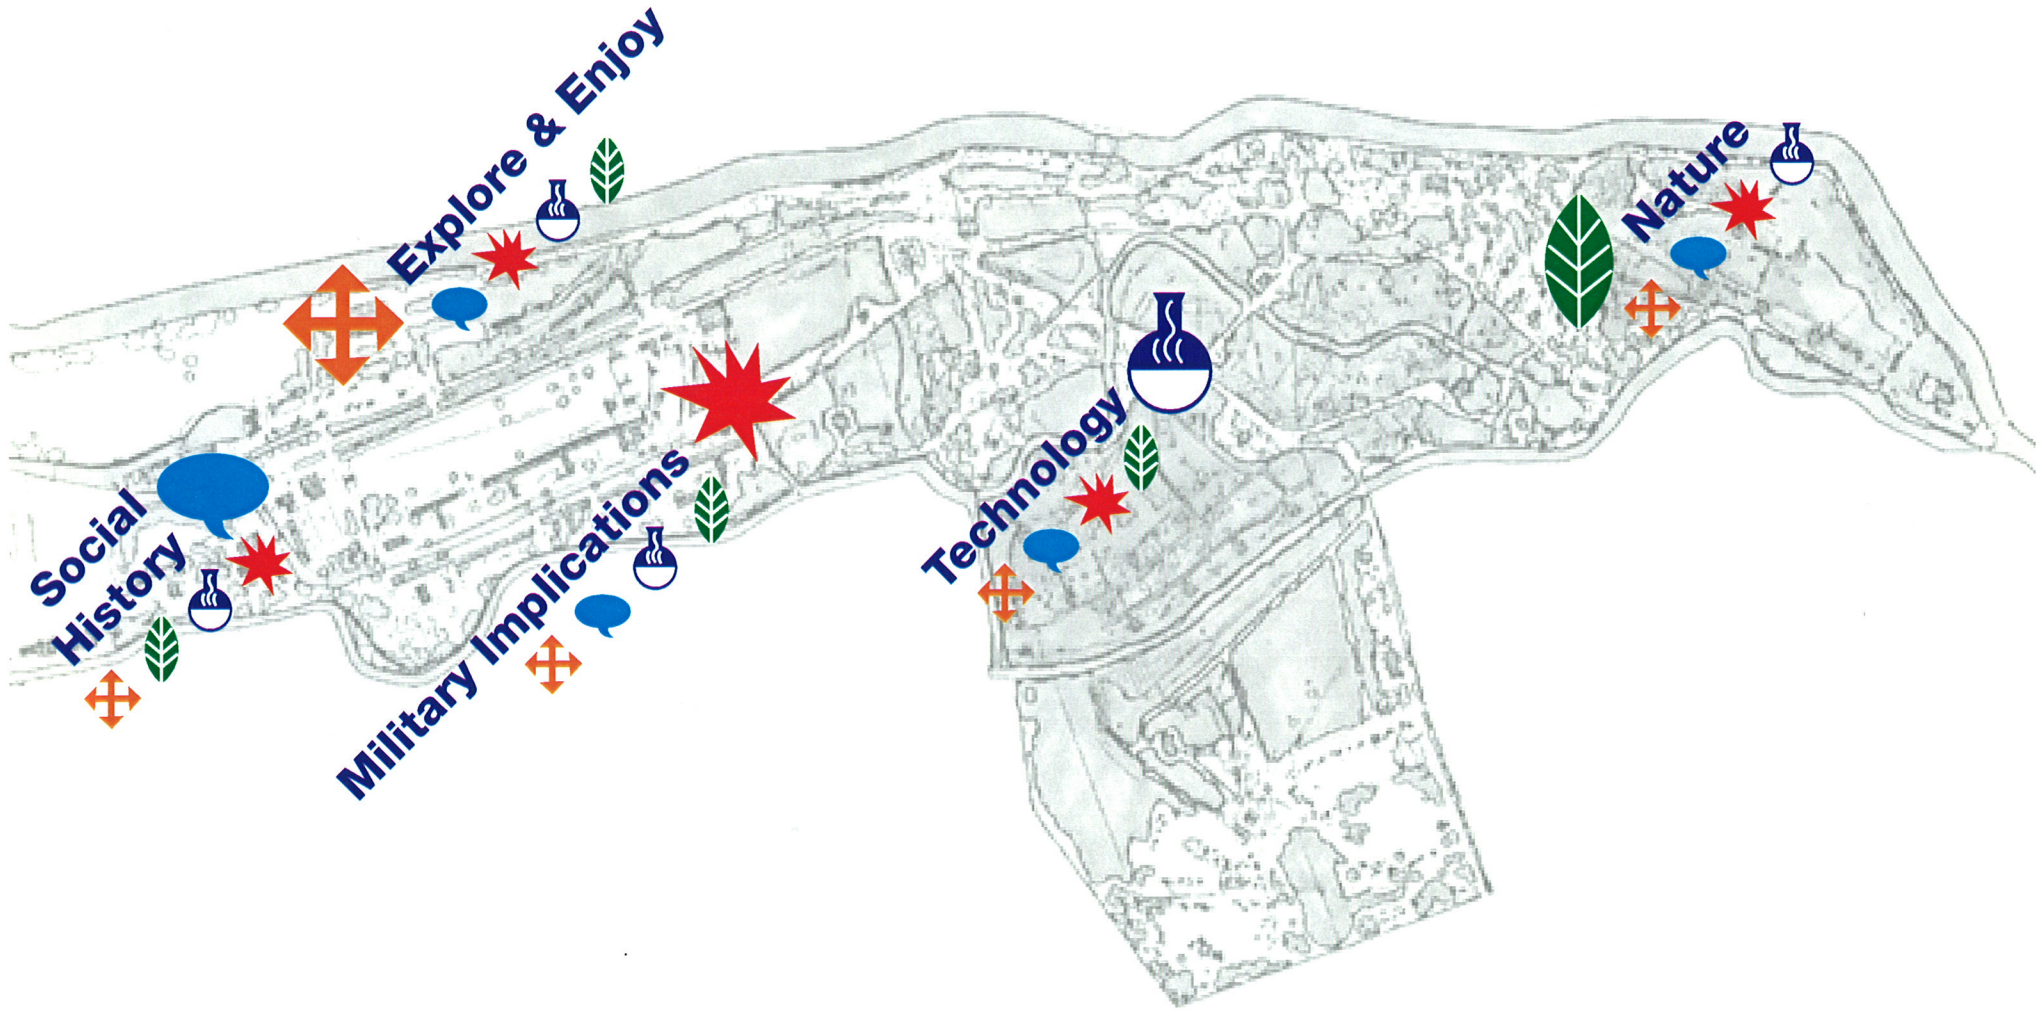 Explore & Enjoy
Nature
Social
History
Military Implications
Technology